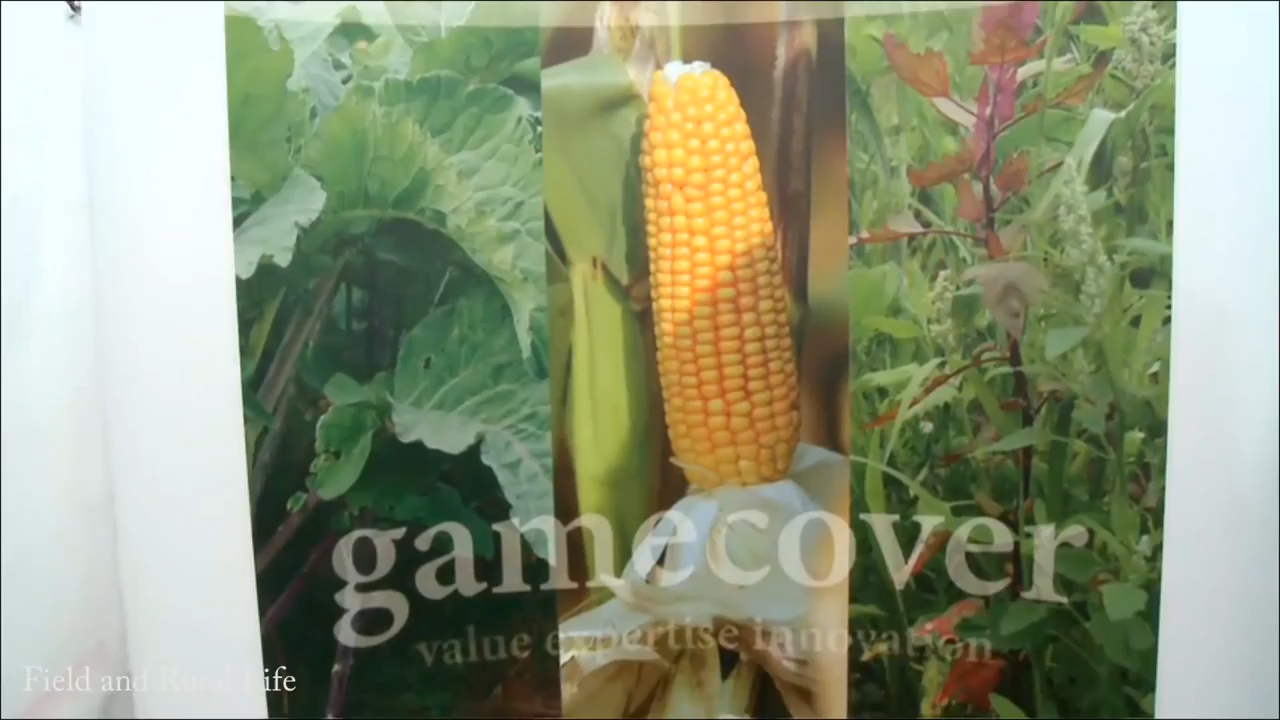 gamecover
value expertise innovation
Field and Rural Life